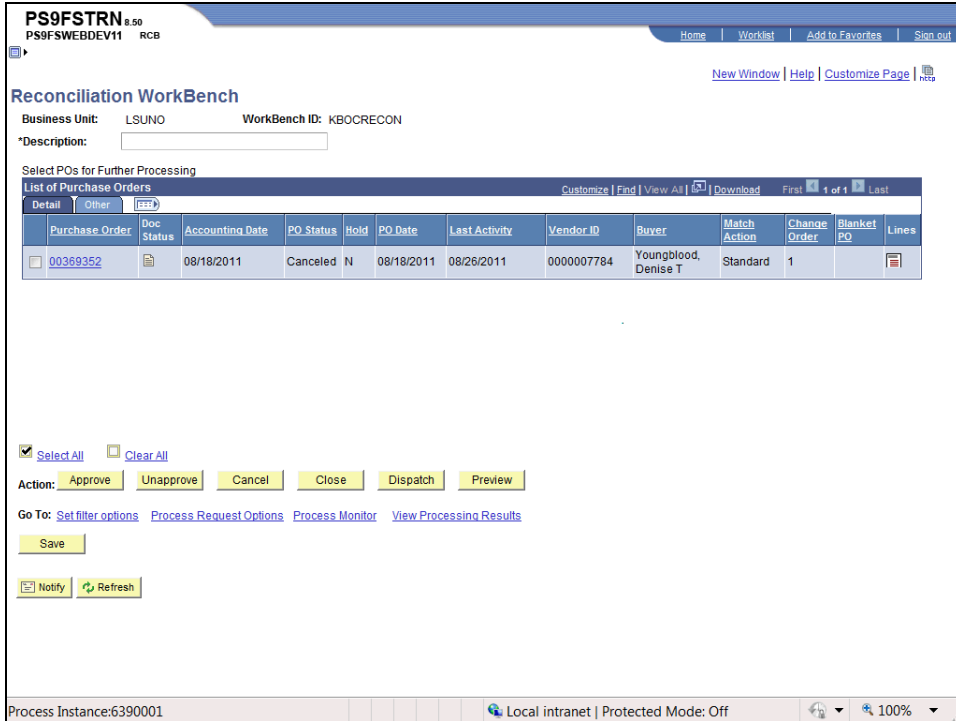 PS9FSTRN 8.50
PS9FSWEBDEV11 RCB
Home | Worklist | Add to Favorites | Sign out
New Window | Help | Customize Page | http
Reconciliation WorkBench
Business Unit: LSUNO WorkBench ID: KBOCRECON
*Description:
Select POs for Further Processing
List of Purchase Orders Customize | Find | View All | Download First 1 of 1 Last
Detail Other
Purchase Order Doc Status Accounting Date PO Status Hold PO Date Last Activity Vendor ID Buyer Match Action Change Order Blanket PO Lines
00369352 08/18/2011 Canceled N 08/18/2011 08/26/2011 0000007784 Youngblood, Denise T Standard 1
Select All Clear All
Action: Approve Unapprove Cancel Close Dispatch Preview
Go To: Set filter options Process Request Options Process Monitor View Processing Results
Save
Notify Refresh
Process Instance:6390001 Local intranet | Protected Mode: Off 100%